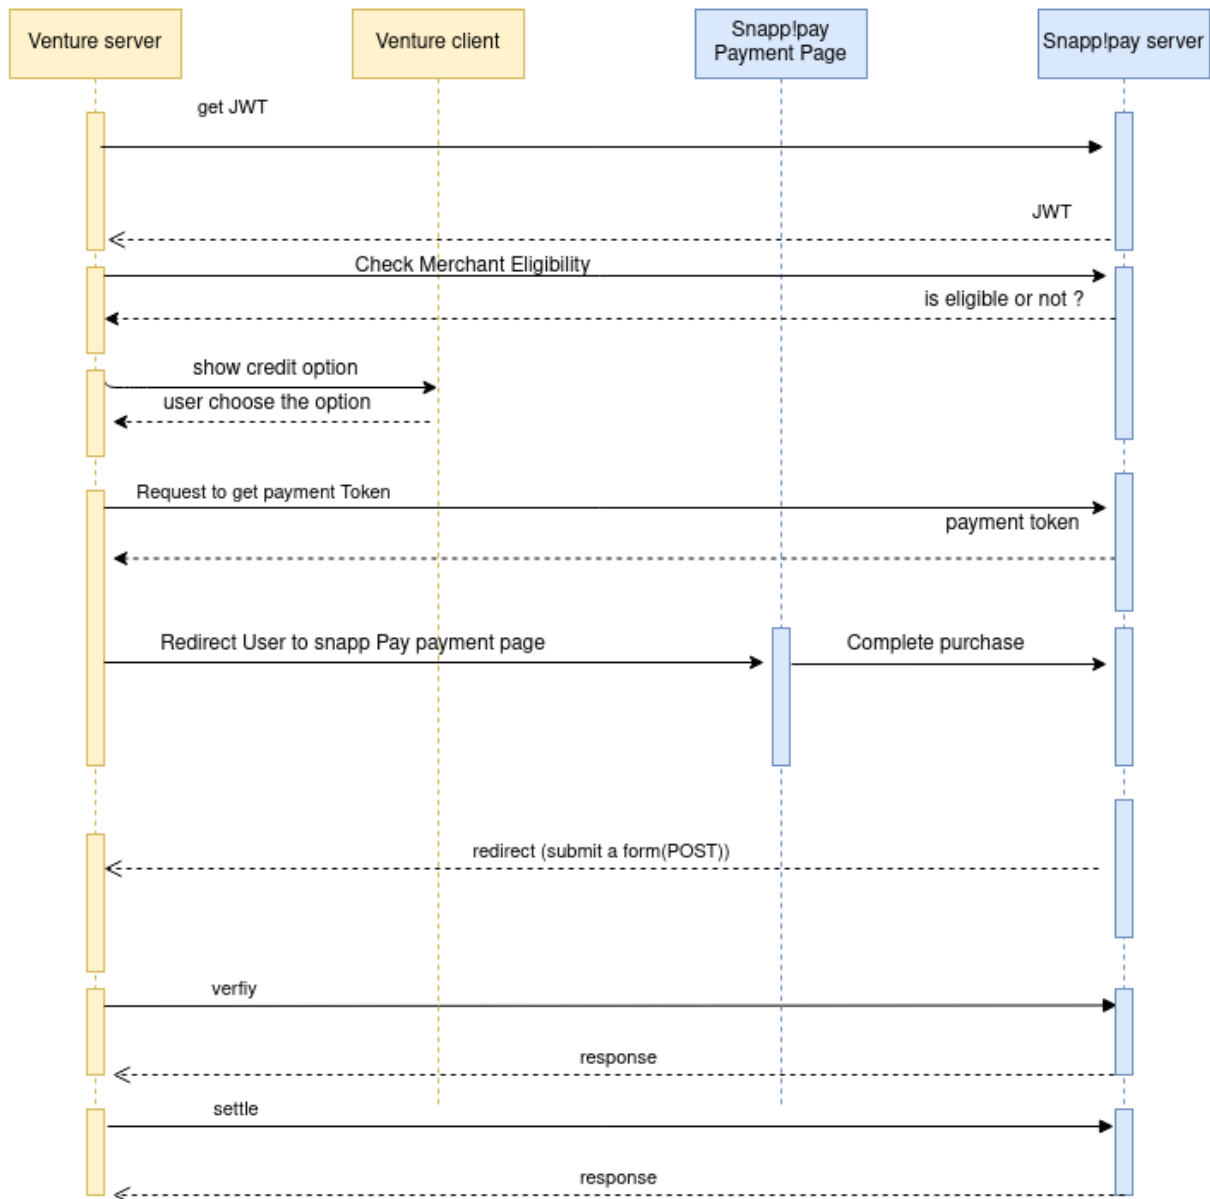 Venture server
Venture client
Snapp!pay
Payment Page
Snapp!pay server
get JWT
JWT
Check Merchant Eligibility
is eligible or not ?
show credit option
user choose the option
Request to get payment Token
payment token
Redirect User to snapp Pay payment page
Complete purchase
redirect (submit a form(POST))
verfiy
response
settle
response